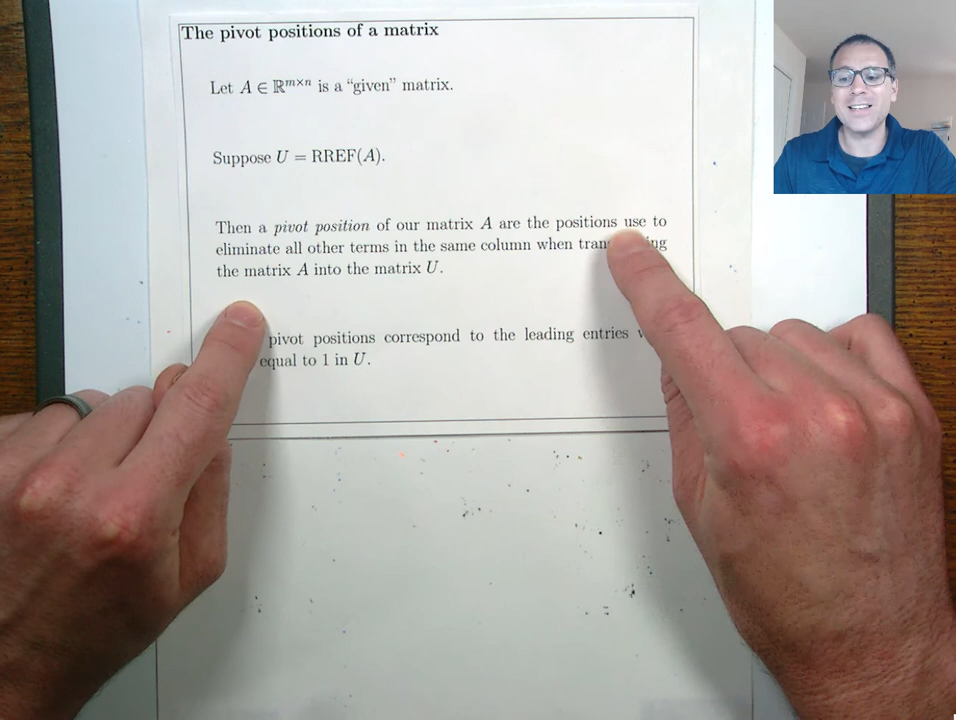 The pivot positions of a matrix
Let A ∈ ℝ^{m×n} is a “given” matrix.
Suppose U = RREF(A).
Then a pivot position of our matrix A are the positions use to
eliminate all other terms in the same column when
the matrix A into the matrix U.
pivot positions correspond to the leading entries
equal to 1 in U.